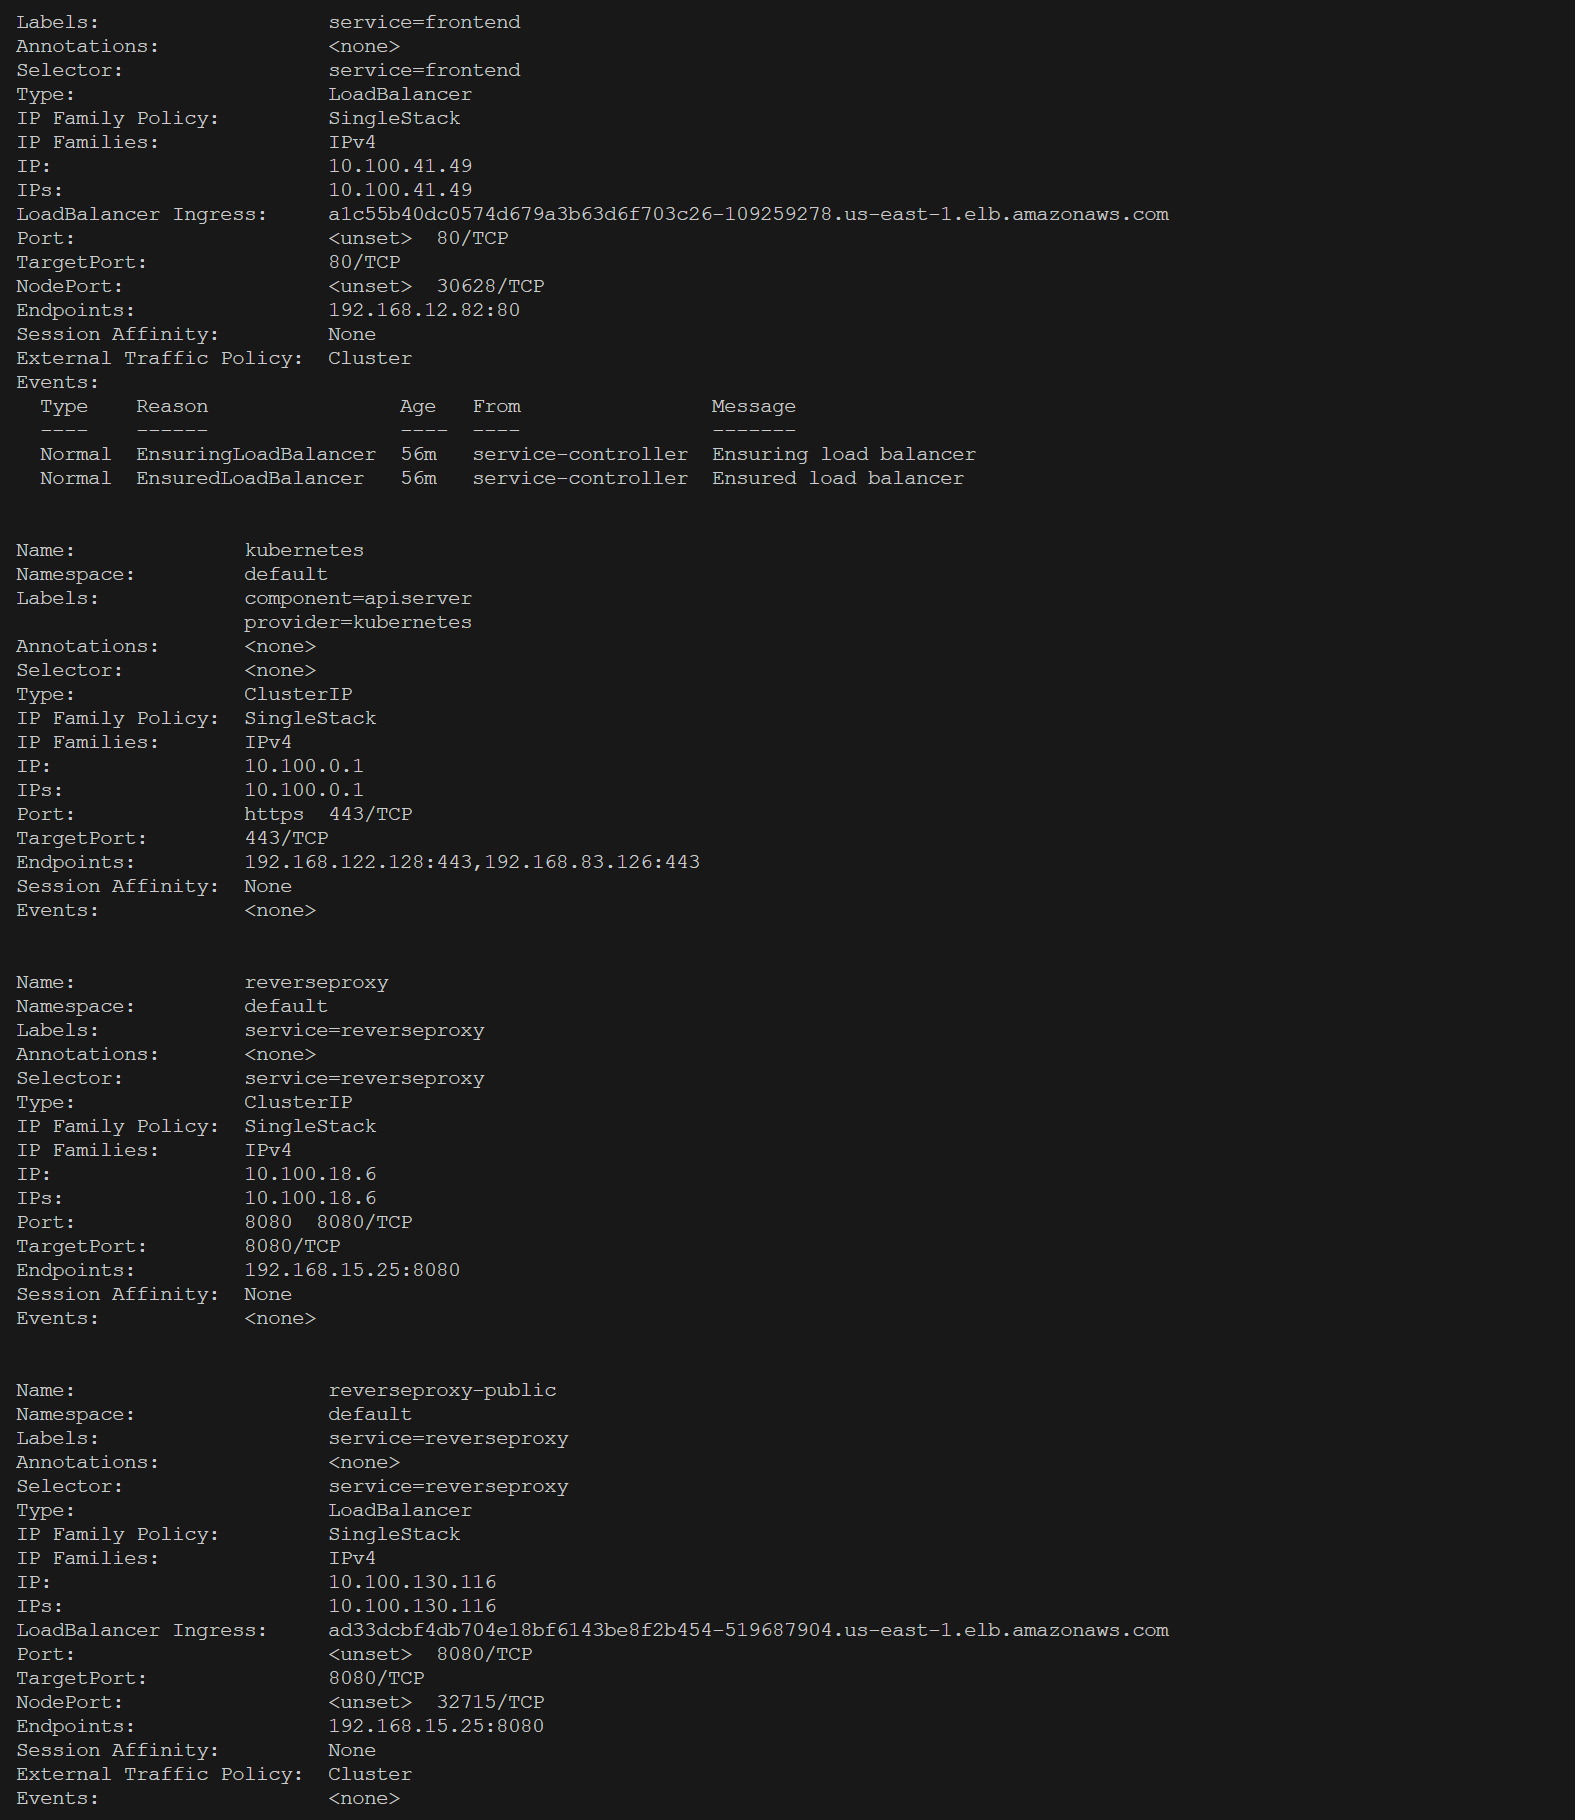 Labels:                   service=frontend
Annotations:              <none>
Selector:                 service=frontend
Type:                     LoadBalancer
IP Family Policy:         SingleStack
IP Families:              IPv4
IP:                       10.100.41.49
IPs:                      10.100.41.49
LoadBalancer Ingress:     a1c55b40dc0574d679a3b63d6f703c26-109259278.us-east-1.elb.amazonaws.com
Port:                     <unset>  80/TCP
TargetPort:               80/TCP
NodePort:                 <unset>  30628/TCP
Endpoints:                192.168.12.82:80
Session Affinity:         None
External Traffic Policy:  Cluster
Events:
  Type    Reason                Age   From                Message
  ----    ------                ----  ----                -------
  Normal  EnsuringLoadBalancer  56m   service-controller  Ensuring load balancer
  Normal  EnsuredLoadBalancer   56m   service-controller  Ensured load balancer
Name:              kubernetes
Namespace:         default
Labels:            component=apiserver
                   provider=kubernetes
Annotations:       <none>
Selector:          <none>
Type:              ClusterIP
IP Family Policy:  SingleStack
IP Families:       IPv4
IP:                10.100.0.1
IPs:               10.100.0.1
Port:              https  443/TCP
TargetPort:        443/TCP
Endpoints:         192.168.122.128:443,192.168.83.126:443
Session Affinity:  None
Events:            <none>
Name:              reverseproxy
Namespace:         default
Labels:            service=reverseproxy
Annotations:       <none>
Selector:          service=reverseproxy
Type:              ClusterIP
IP Family Policy:  SingleStack
IP Families:       IPv4
IP:                10.100.18.6
IPs:               10.100.18.6
Port:              8080  8080/TCP
TargetPort:        8080/TCP
Endpoints:         192.168.15.25:8080
Session Affinity:  None
Events:            <none>
Name:                     reverseproxy-public
Namespace:                default
Labels:                   service=reverseproxy
Annotations:              <none>
Selector:                 service=reverseproxy
Type:                     LoadBalancer
IP Family Policy:         SingleStack
IP Families:              IPv4
IP:                       10.100.130.116
IPs:                      10.100.130.116
LoadBalancer Ingress:     ad33dcbf4db704e18bf6143be8f2b454-519687904.us-east-1.elb.amazonaws.com
Port:                     <unset>  8080/TCP
TargetPort:               8080/TCP
NodePort:                 <unset>  32715/TCP
Endpoints:                192.168.15.25:8080
Session Affinity:         None
External Traffic Policy:  Cluster
Events:                   <none>